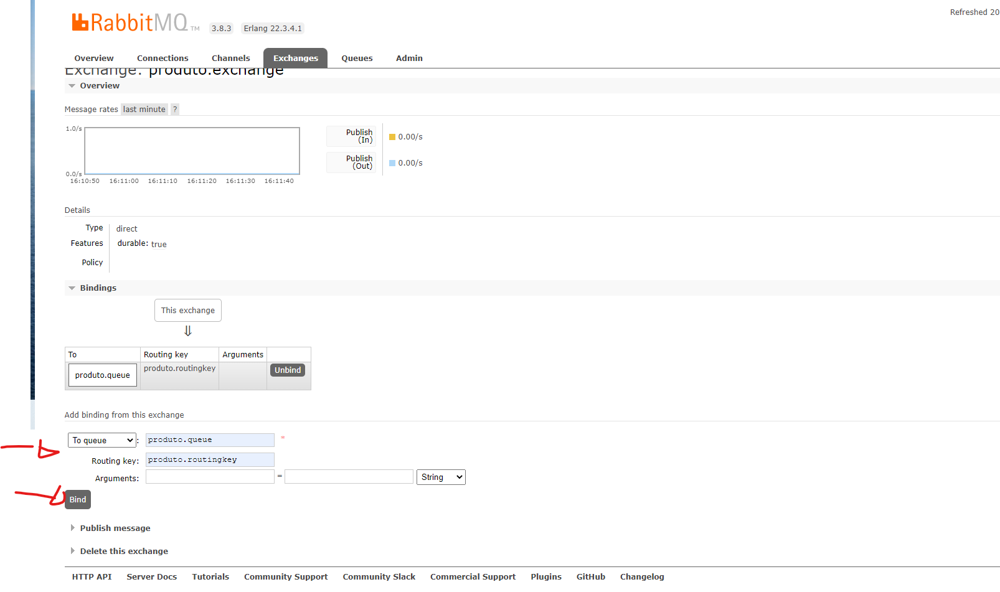 Refreshed 20
RabbitMQ TM 3.8.3 Erlang 22.3.4.1
Overview Connections Channels Exchanges Queues Admin
Exchange: produto.exchange
Overview
Message rates last minute ?
1.0/s
0.0/s
16:10:50 16:11:00 16:11:10 16:11:20 16:11:30 16:11:40
Publish
(In)
0.00/s
Publish
(Out)
0.00/s
Details
Type direct
Features durable: true
Policy
Bindings
This exchange
⇓
To Routing key Arguments
produto.queue produto.routingkey Unbind
Add binding from this exchange
To queue : produto.queue *
Routing key: produto.routingkey
Arguments: = String
Bind
Publish message
Delete this exchange
HTTP API Server Docs Tutorials Community Support Community Slack Commercial Support Plugins GitHub Changelog